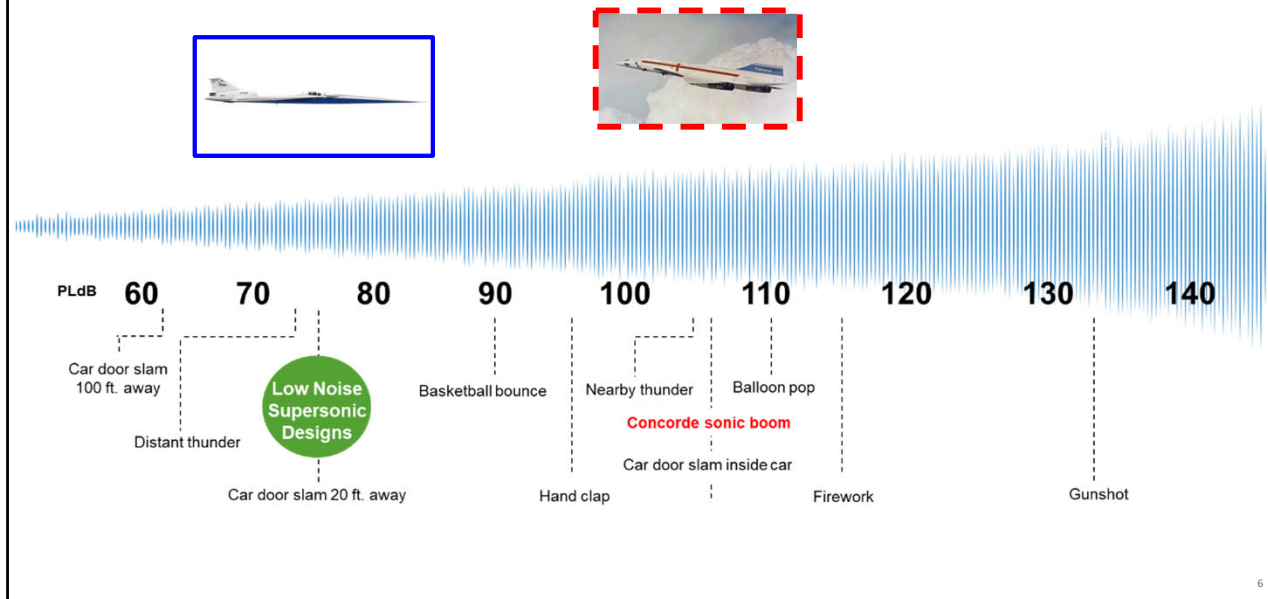 PLdB 60 70 80 90 100 110 120 130 140
Car door slam
100 ft. away
Distant thunder
Low Noise
Supersonic
Designs
Car door slam 20 ft. away
Basketball bounce
Hand clap
Nearby thunder
Concorde sonic boom
Car door slam inside car
Balloon pop
Firework
Gunshot
6